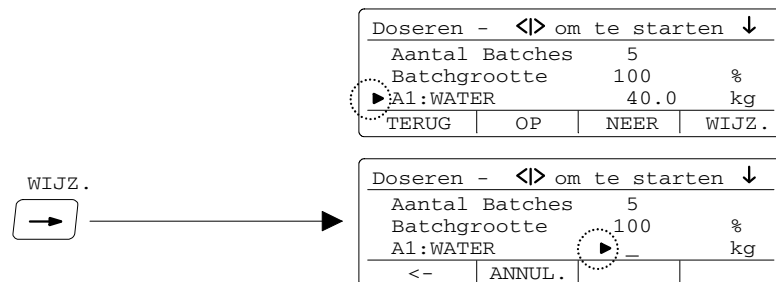 Doseren - <|> om te starten ↓
Aantal Batches 5
Batchgrootte 100 %
►A1:WATER 40.0 kg
TERUG OP NEER WIJZ.
WIJZ.
→
Doseren - <|> om te starten ↓
Aantal Batches 5
Batchgrootte 100 %
A1:WATER ►_ kg
<- ANNUL.